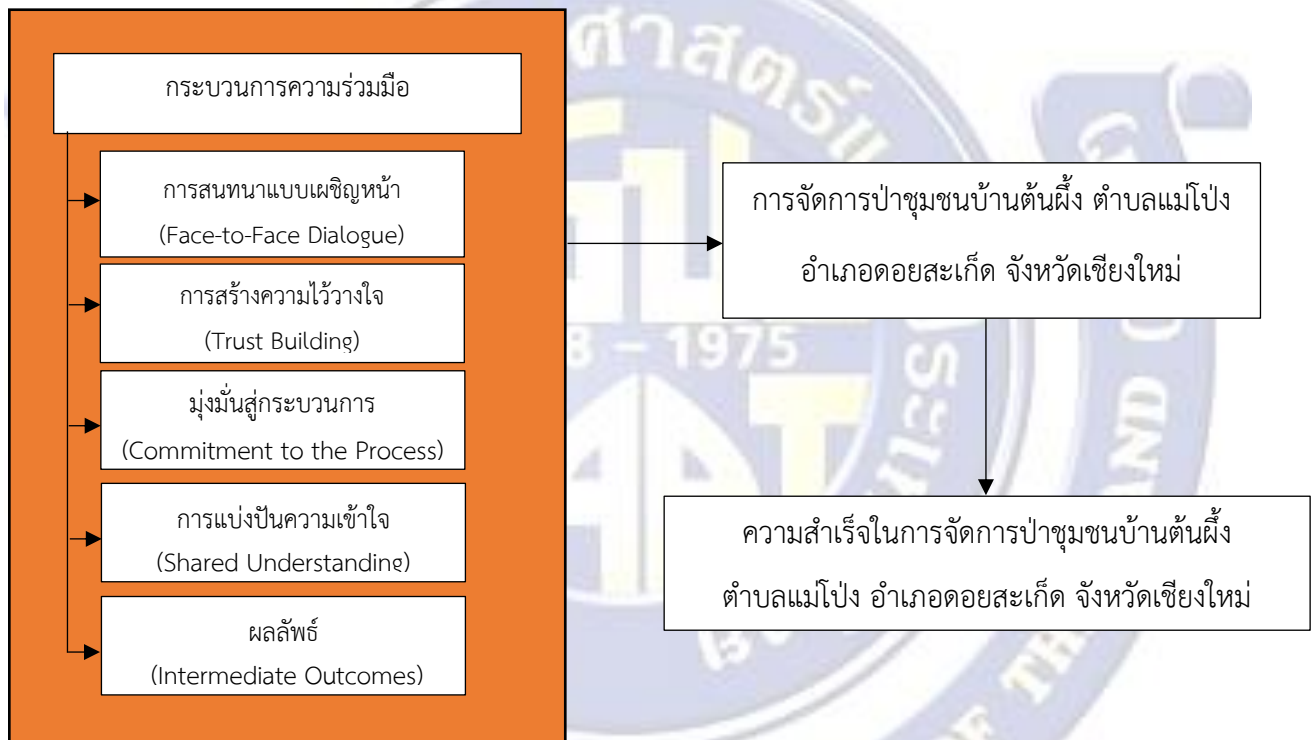 กระบวนการความร่วมมือ
การสนทนาแบบเผชิญหน้า
(Face-to-Face Dialogue)
การสร้างความไว้วางใจ
(Trust Building)
มุ่งมั่นสู่กระบวนการ
(Commitment to the Process)
การแบ่งปันความเข้าใจ
(Shared Understanding)
ผลลัพธ์
(Intermediate Outcomes)
การจัดการป่าชุมชนบ้านต้นผึ้ง ตำบลแม่โป่ง
อำเภอดอยสะเก็ด จังหวัดเชียงใหม่
ความสำเร็จในการจัดการป่าชุมชนบ้านต้นผึ้ง
ตำบลแม่โป่ง อำเภอดอยสะเก็ด จังหวัดเชียงใหม่
– 1975